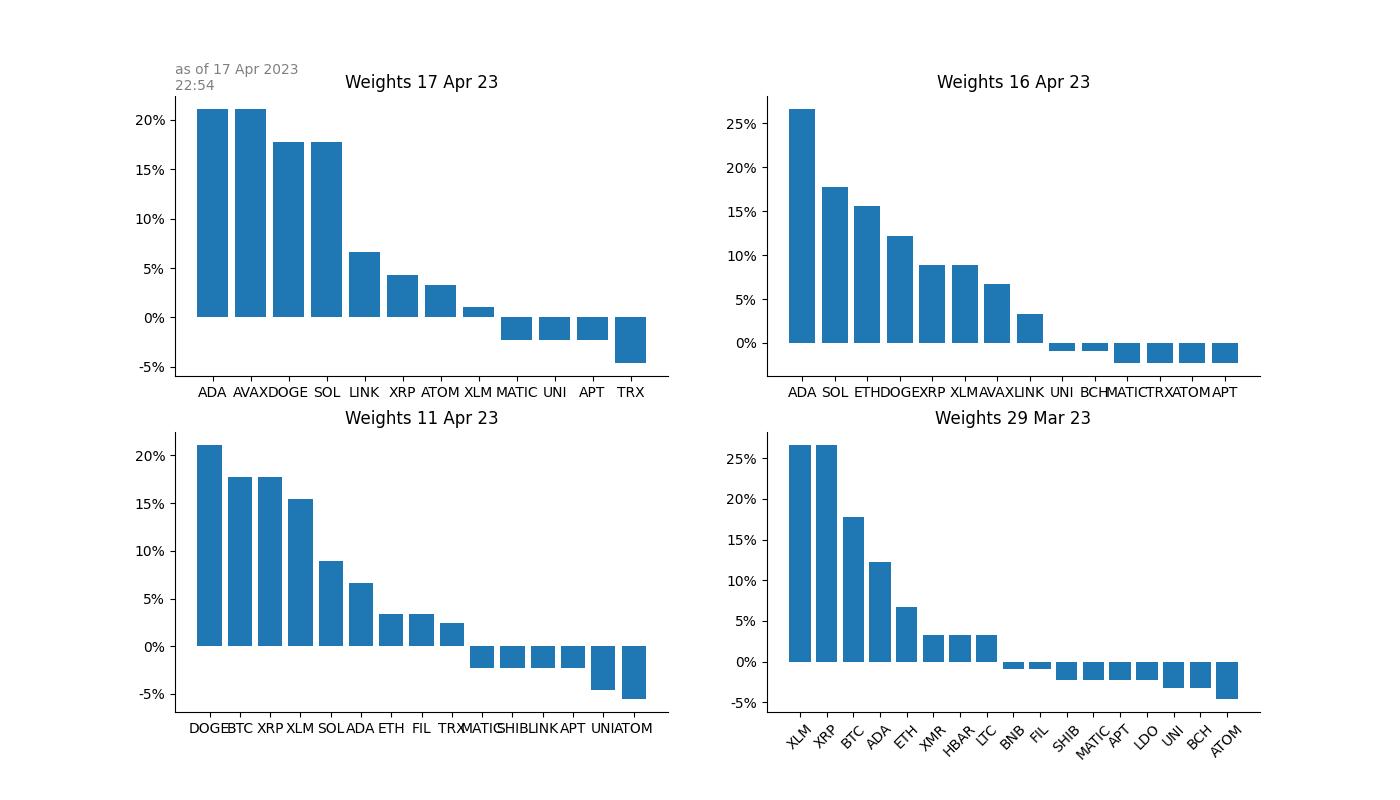 as of 17 Apr 2023
22:54
Weights 17 Apr 23
20%
15%
10%
5%
0%
-5%
ADA AVAX DOGE SOL LINK XRP ATOM XLM MATIC UNI APT TRX
Weights 16 Apr 23
25%
20%
15%
10%
5%
0%
ADA SOL ETH DOGE XRP XLM AVAX LINK UNI BCH MATIC TRX ATOM APT
Weights 11 Apr 23
20%
15%
10%
5%
0%
-5%
DOGE BTC XRP XLM SOL ADA ETH FIL TRX MATIC SHIB LINK APT UNI ATOM
Weights 29 Mar 23
25%
20%
15%
10%
5%
0%
-5%
XLM XRP BTC ADA ETH XMR HBAR LTC BNB FIL SHIB MATIC APT LDO UNI BCH ATOM